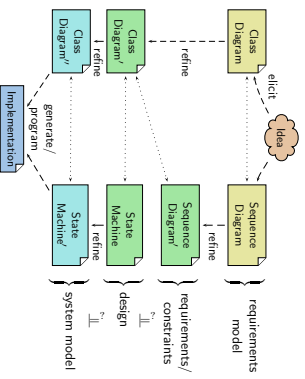 Idea
elicit
Class
Diagram
Sequence
Diagram
requirements
model
refine
refine
Sequence
Diagram′
requirements/
constraints
?
Class
Diagram′
State
Machine
design
refine
refine
?
Class
Diagram″
State
Machine′
system model
generate/
program
Implementation